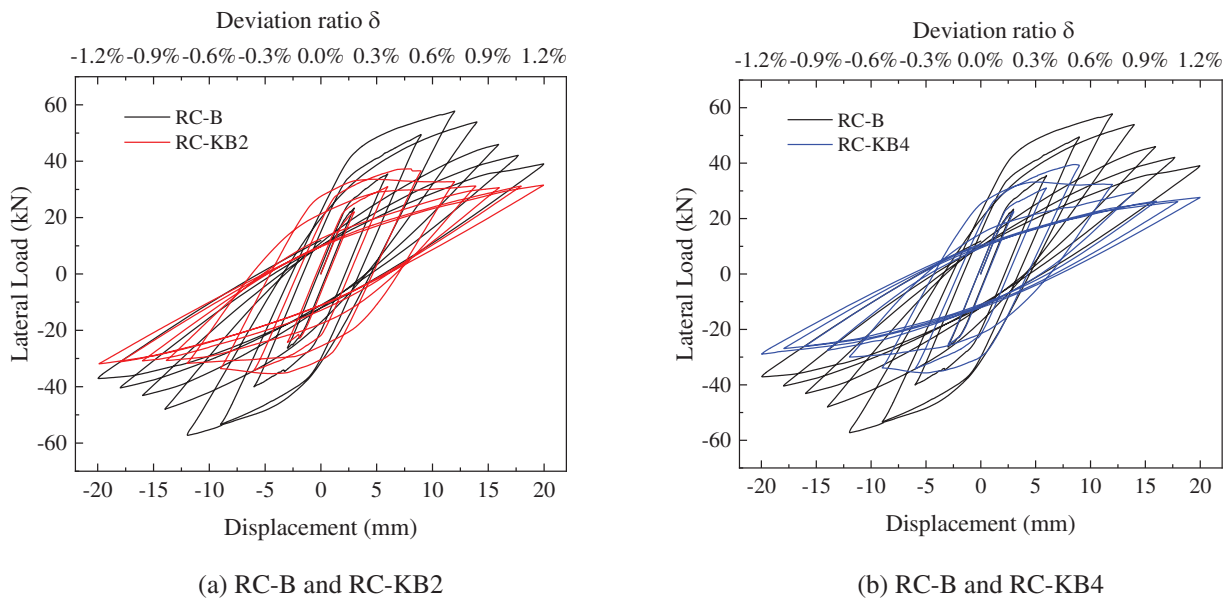 Deviation ratio δ
-1.2% -0.9% -0.6% -0.3% 0.0% 0.3% 0.6% 0.9% 1.2%
60
40
20
0
-20
-40
-60
Lateral Load (kN)
RC-B
RC-KB2
-20 -15 -10 -5 0 5 10 15 20
Displacement (mm)
(a) RC-B and RC-KB2
Deviation ratio δ
-1.2% -0.9% -0.6% -0.3% 0.0% 0.3% 0.6% 0.9% 1.2%
60
40
20
0
-20
-40
-60
Lateral Load (kN)
RC-B
RC-KB4
-20 -15 -10 -5 0 5 10 15 20
Displacement (mm)
(b) RC-B and RC-KB4